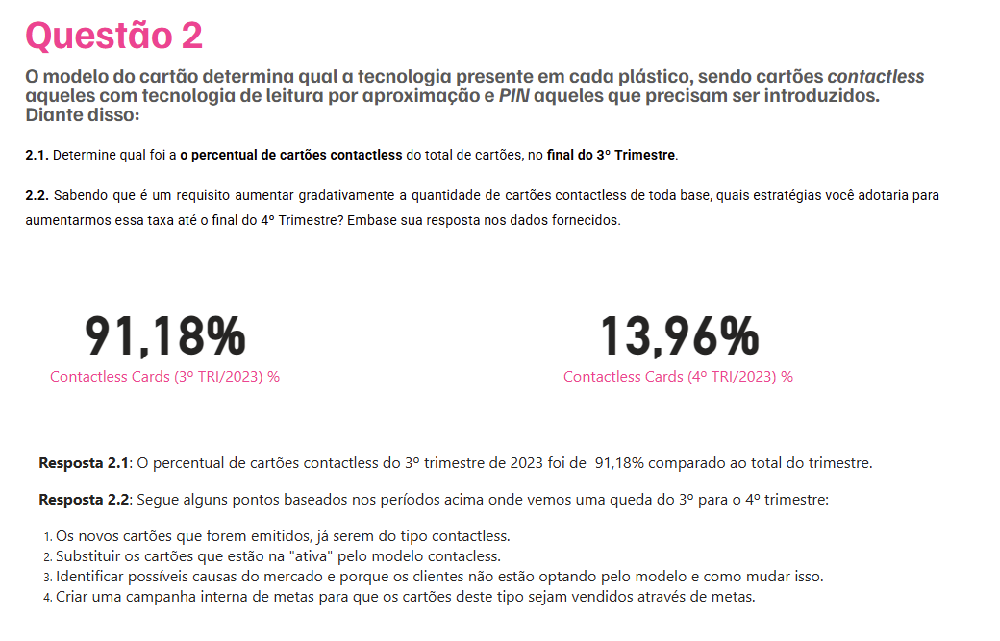 Questão 2
O modelo do cartão determina qual a tecnologia presente em cada plástico, sendo cartões contactless
aqueles com tecnologia de leitura por aproximação e PIN aqueles que precisam ser introduzidos.
Diante disso:
2.1. Determine qual foi a o percentual de cartões contactless do total de cartões, no final do 3º Trimestre.
2.2. Sabendo que é um requisito aumentar gradativamente a quantidade de cartões contactless de toda base, quais estratégias você adotaria para
aumentarmos essa taxa até o final do 4º Trimestre? Embase sua resposta nos dados fornecidos.
91,18%
Contactless Cards (3º TRI/2023) %
13,96%
Contactless Cards (4º TRI/2023) %
Resposta 2.1: O percentual de cartões contactless do 3º trimestre de 2023 foi de 91,18% comparado ao total do trimestre.
Resposta 2.2: Segue alguns pontos baseados nos períodos acima onde vemos uma queda do 3º para o 4º trimestre:
1. Os novos cartões que forem emitidos, já serem do tipo contactless.
2. Substituir os cartões que estão na "ativa" pelo modelo contacless.
3. Identificar possíveis causas do mercado e porque os clientes não estão optando pelo modelo e como mudar isso.
4. Criar uma campanha interna de metas para que os cartões deste tipo sejam vendidos através de metas.